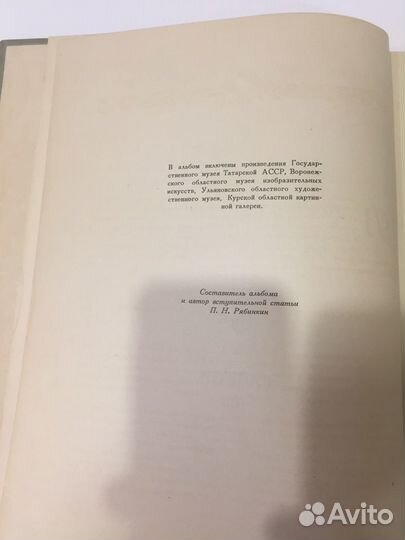 В альбом включены произведения Государ-
ственного музея Татарской АССР, Воронеж-
ского областного музея изобразительных
искусств, Ульяновского областного художе-
ственного музея, Курской областной картин-
ной галереи.
Составитель альбома
и автор вступительной статьи
П. Н. Рябинкин
Avito